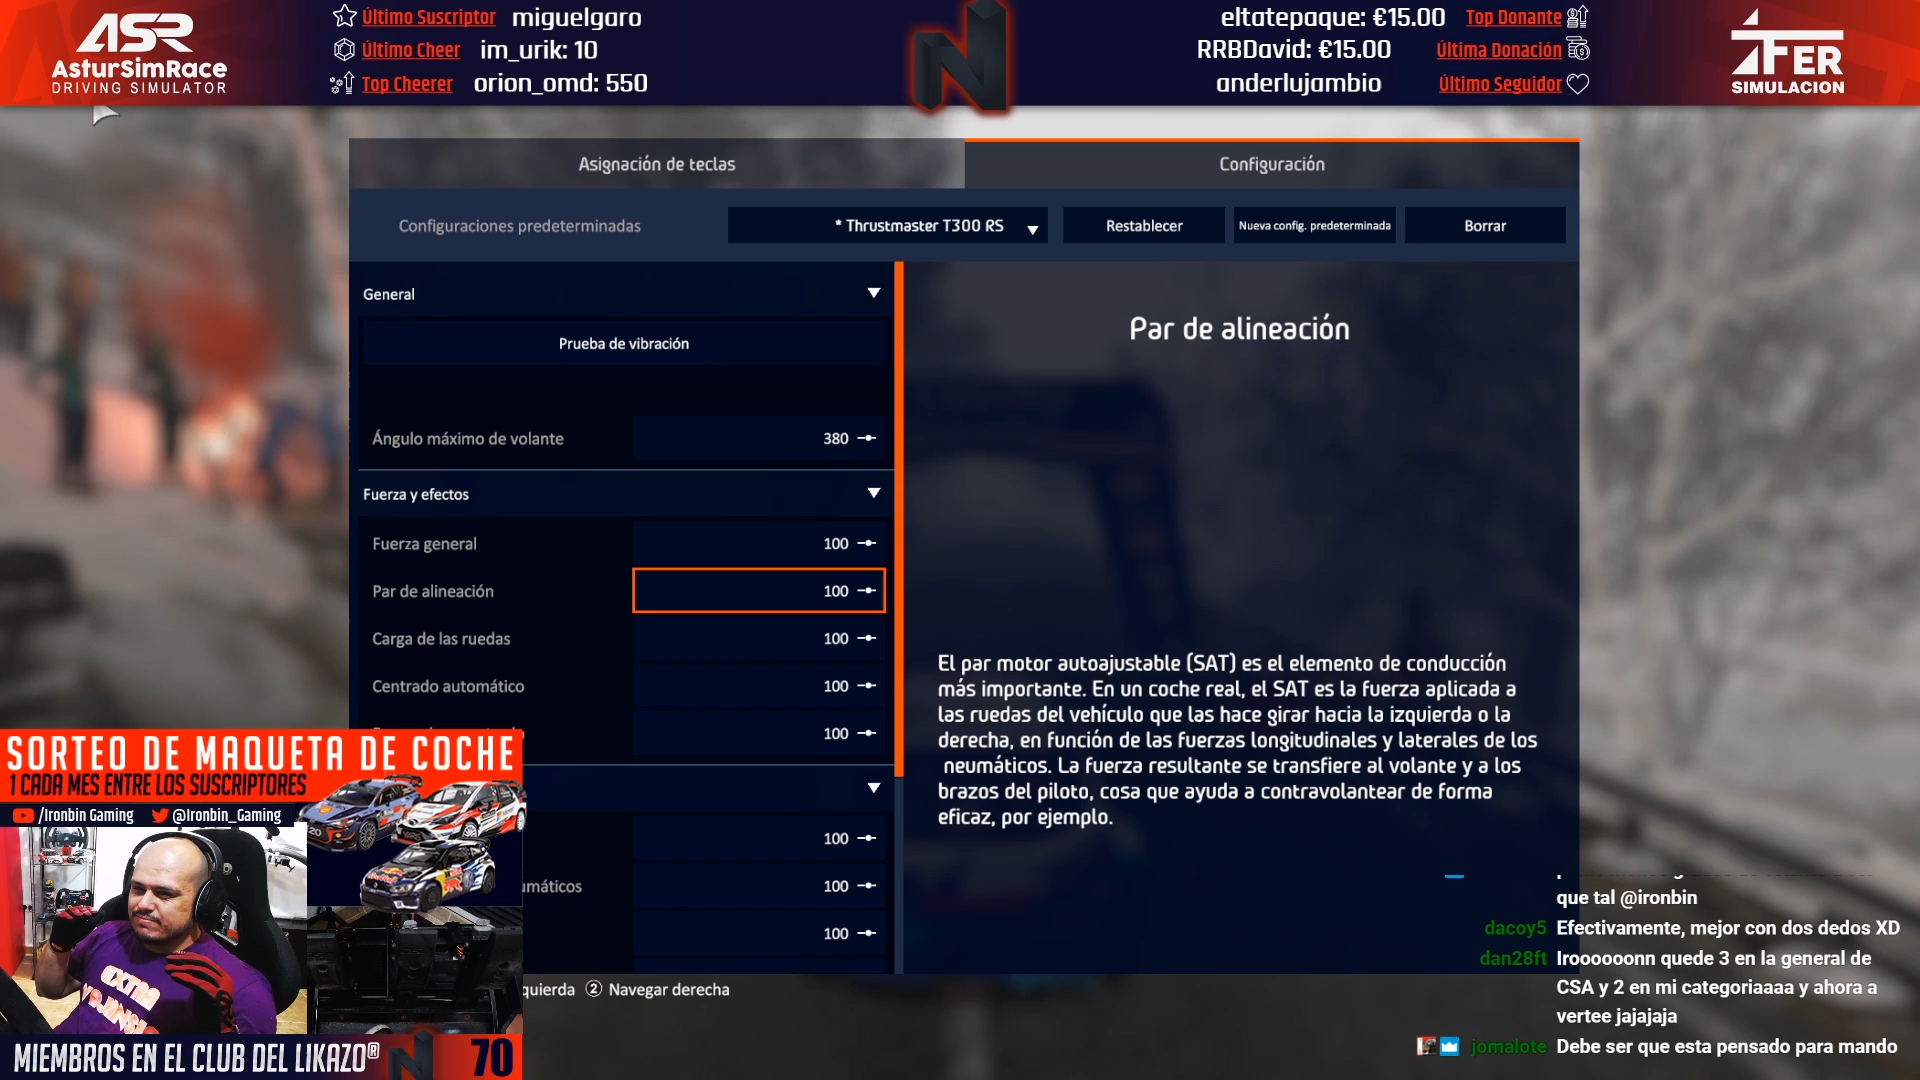 ASR
AsturSimRace
DRIVING SIMULATOR
Último Suscriptor miguelgaro
Último Cheer im_urik: 10
Top Cheerer orion_omd: 550
N
eltatepaque: €15.00 Top Donante
RRBDavid: €15.00 Última Donación
anderlujambio Último Seguidor
FER
SIMULACION
Asignación de teclas
Configuración
Configuraciones predeterminadas
* Thrustmaster T300 RS
Restablecer
Nueva config. predeterminada
Borrar
General
Prueba de vibración
Ángulo máximo de volante 380
Fuerza y efectos
Fuerza general 100
Par de alineación 100
Carga de las ruedas 100
Centrado automático 100
100
100
100
100
Par de alineación
El par motor autoajustable (SAT) es el elemento de conducción
más importante. En un coche real, el SAT es la fuerza aplicada a
las ruedas del vehículo que las hace girar hacia la izquierda o la
derecha, en función de las fuerzas longitudinales y laterales de los
neumáticos. La fuerza resultante se transfiere al volante y a los
brazos del piloto, cosa que ayuda a contravolantear de forma
eficaz, por ejemplo.
SORTEO DE MAQUETA DE COCHE
1 CADA MES ENTRE LOS SUSCRIPTORES
/Ironbin Gaming @Ironbin_Gaming
umáticos
quierda 2 Navegar derecha
MIEMBROS EN EL CLUB DEL LIKAZO® 70
que tal @ironbin
dacoy5 Efectivamente, mejor con dos dedos XD
dan28ft Iroooooonn quede 3 en la general de
CSA y 2 en mi categoriaaaa y ahora a
vertee jajajaja
jomalote Debe ser que esta pensado para mando